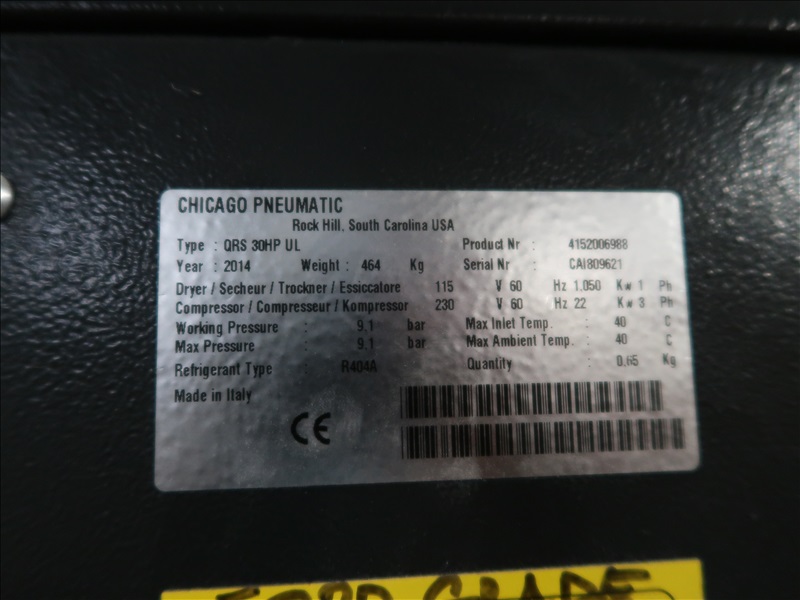 CHICAGO PNEUMATIC
Rock Hill, South Carolina USA
Type : QRS 30HP UL Product Nr : 4152006988
Year : 2014 Weight : 464 Kg Serial Nr : CAI809621
Dryer / Secheur / Trockner / Essiccatore 115 V 60 Hz 1,050 Kw 1 Ph
Compressor / Compresseur / Kompressor 230 V 60 Hz 22 Kw 3 Ph
Working Pressure : 9,1 bar Max Inlet Temp. : 40 C
Max Pressure : 9,1 bar Max Ambient Temp. : 40 C
Refrigerant Type : R404A Quantity : 0,65 Kg
Made in Italy
CE
FOOD GRADE